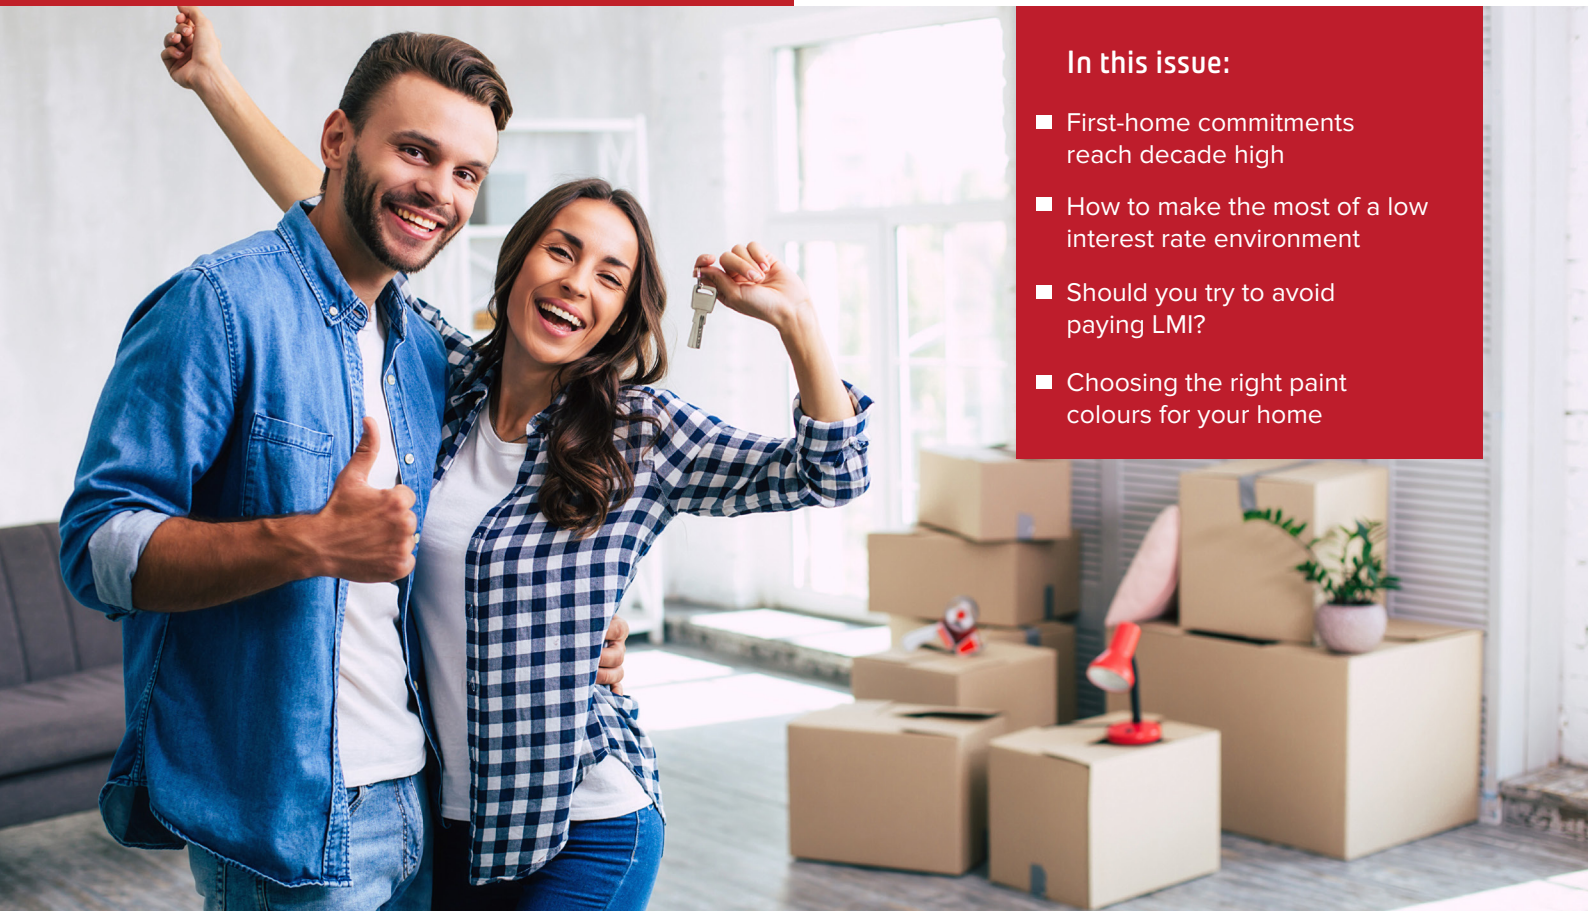 In this issue:
First-home commitments
reach decade high
How to make the most of a low
interest rate environment
Should you try to avoid
paying LMI?
Choosing the right paint
colours for your home